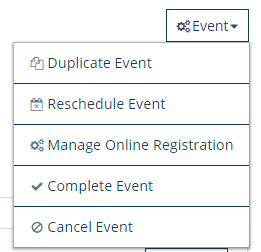 Event
Duplicate Event
Reschedule Event
Manage Online Registration
Complete Event
Cancel Event